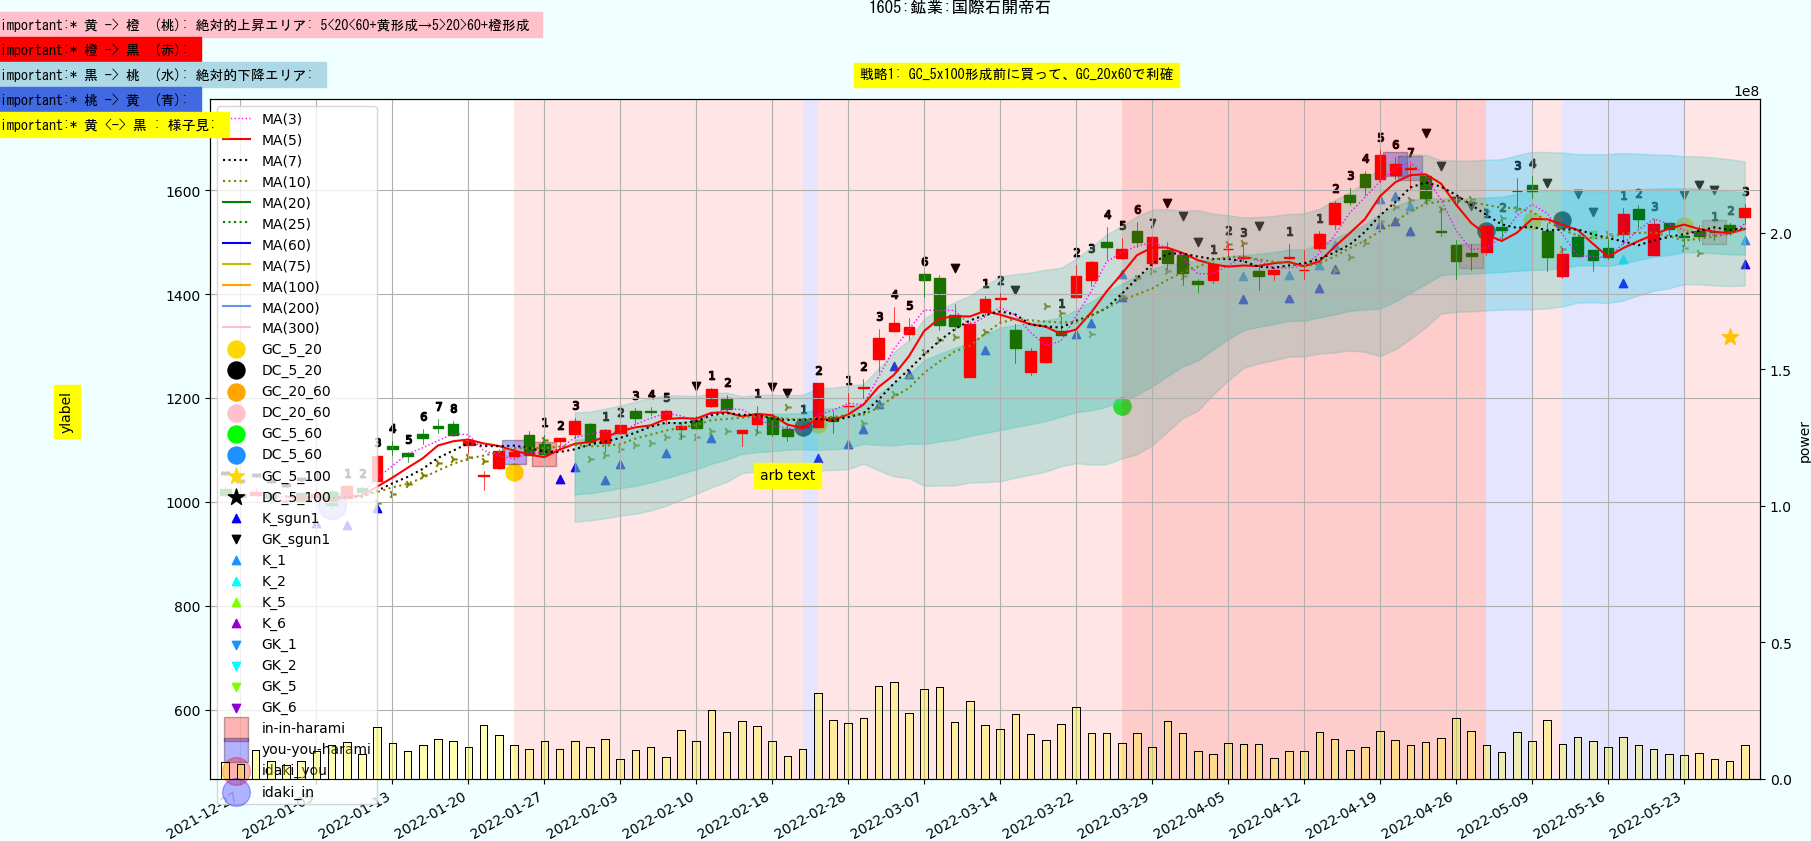 1605:鉱業:国際石開帝石
important:* 黄 -> 橙 (桃): 絶対的上昇エリア: 5<20<60+黄形成→5>20>60+橙形成
important:* 橙 -> 黒 (赤):
important:* 黒 -> 桃 (水): 絶対的下降エリア:
戦略1: GC_5x100形成前に買って、GC_20x60で利確
important:* 桃 -> 黄 (青):
important:* 黄 <-> 黒 : 様子見:
1e8
MA(3)
MA(5)
MA(7)
MA(10)
MA(20)
MA(25)
MA(60)
MA(75)
MA(100)
MA(200)
MA(300)
GC_5_20
DC_5_20
GC_20_60
DC_20_60
GC_5_60
DC_5_60
GC_5_100
DC_5_100
K_sgun1
GK_sgun1
K_1
K_2
K_5
K_6
GK_1
GK_2
GK_5
GK_6
in-in-harami
you-you-harami
idaki_you
idaki_in
1600
1400
1200
1000
800
600
ylabel
arb text
2.0
1.5
1.0
0.5
0.0
power
2022-01-13
2022-01-20
2022-01-27
2022-02-03
2022-02-10
2022-02-18
2022-02-28
2022-03-07
2022-03-14
2022-03-22
2022-03-29
2022-04-05
2022-04-12
2022-04-19
2022-04-26
2022-05-09
2022-05-16
2022-05-23